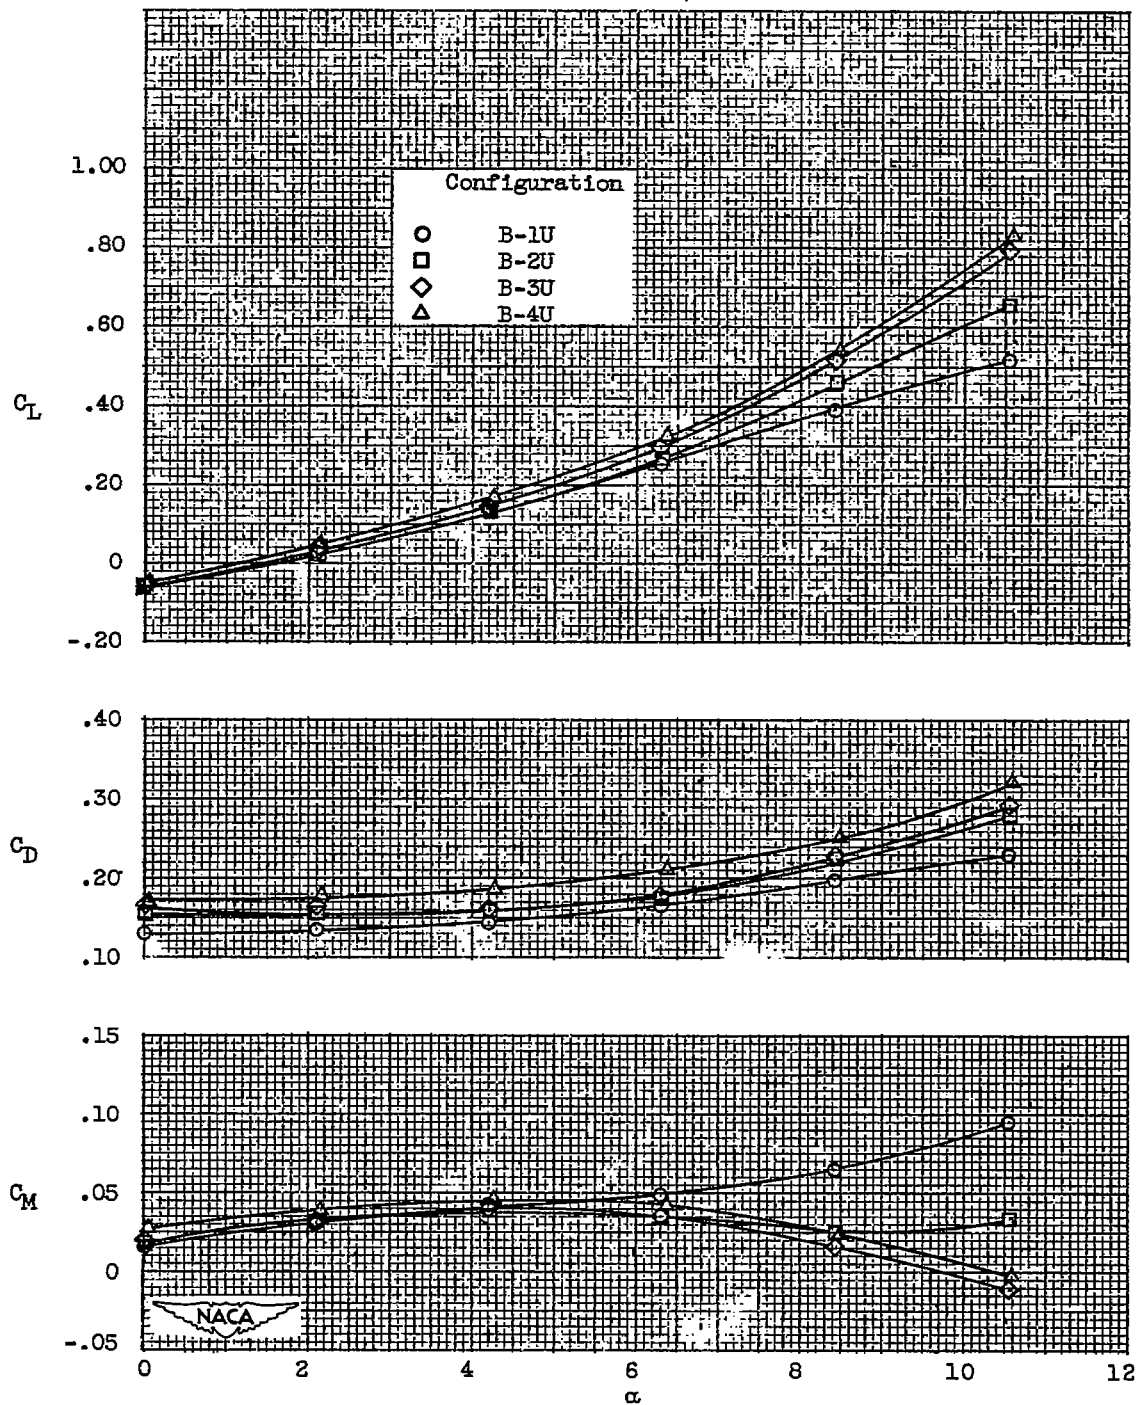 1.00
Configuration
B-1U
.80
B-2U
B-3U
B-4U
.60
C_L
.40
.20
0
-.20
.40
.30
C_D
.20
.10
.15
.10
C_M
.05
0
NACA
-.05
0 2 4 6 8 10 12
α